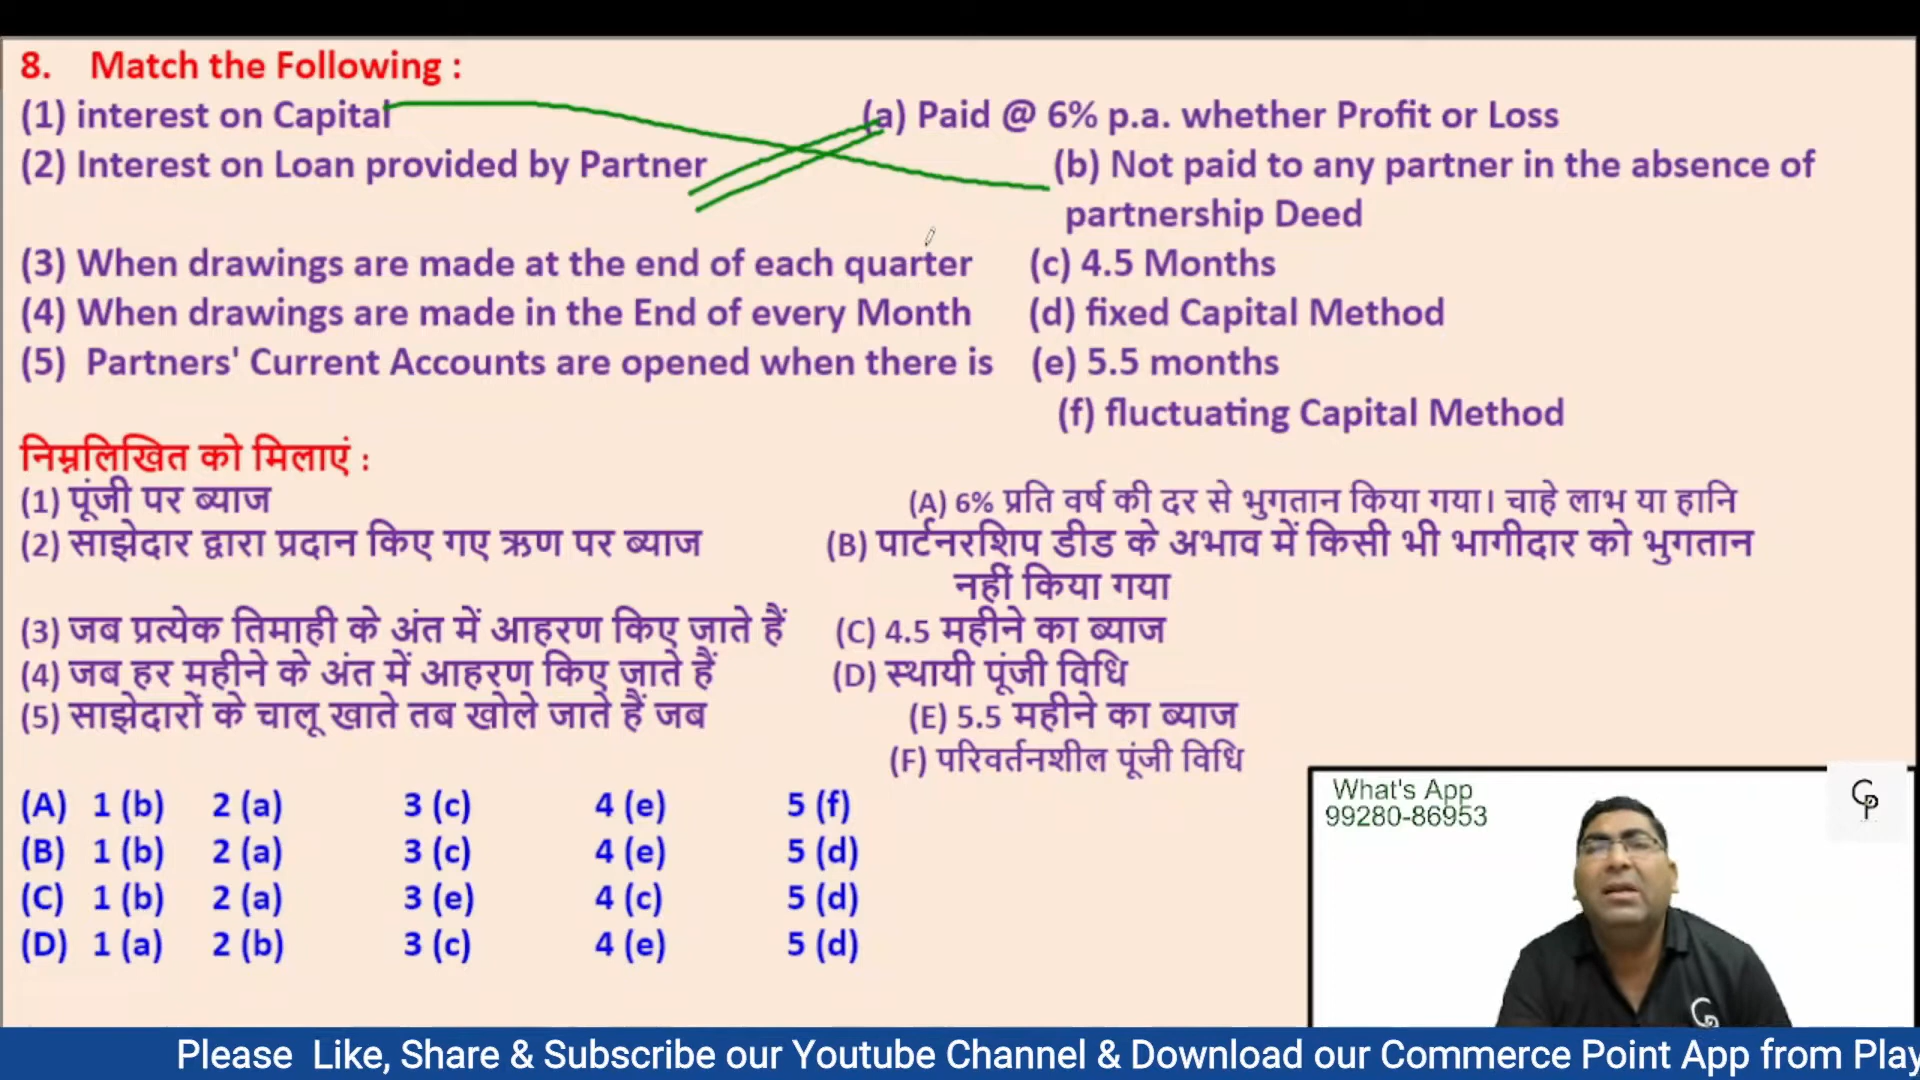 8. Match the Following :
(1) interest on Capital (a) Paid @ 6% p.a. whether Profit or Loss
(2) Interest on Loan provided by Partner (b) Not paid to any partner in the absence of
partnership Deed
(3) When drawings are made at the end of each quarter (c) 4.5 Months
(4) When drawings are made in the End of every Month (d) fixed Capital Method
(5) Partners' Current Accounts are opened when there is (e) 5.5 months
(f) fluctuating Capital Method
निम्नलिखित को मिलाएं :
(1) पूंजी पर ब्याज (A) 6% प्रति वर्ष की दर से भुगतान किया गया। चाहे लाभ या हानि
(2) साझेदार द्वारा प्रदान किए गए ऋण पर ब्याज (B) पार्टनरशिप डीड के अभाव में किसी भी भागीदार को भुगतान
नहीं किया गया
(3) जब प्रत्येक तिमाही के अंत में आहरण किए जाते हैं (C) 4.5 महीने का ब्याज
(4) जब हर महीने के अंत में आहरण किए जाते हैं (D) स्थायी पूंजी विधि
(5) साझेदारों के चालू खाते तब खोले जाते हैं जब (E) 5.5 महीने का ब्याज
(F) परिवर्तनशील पूंजी विधि
(A) 1 (b) 2 (a) 3 (c) 4 (e) 5 (f)
(B) 1 (b) 2 (a) 3 (c) 4 (e) 5 (d)
(C) 1 (b) 2 (a) 3 (e) 4 (c) 5 (d)
(D) 1 (a) 2 (b) 3 (c) 4 (e) 5 (d)
What's App
99280-86953
CP
CP
Please Like, Share & Subscribe our Youtube Channel & Download our Commerce Point App from Play